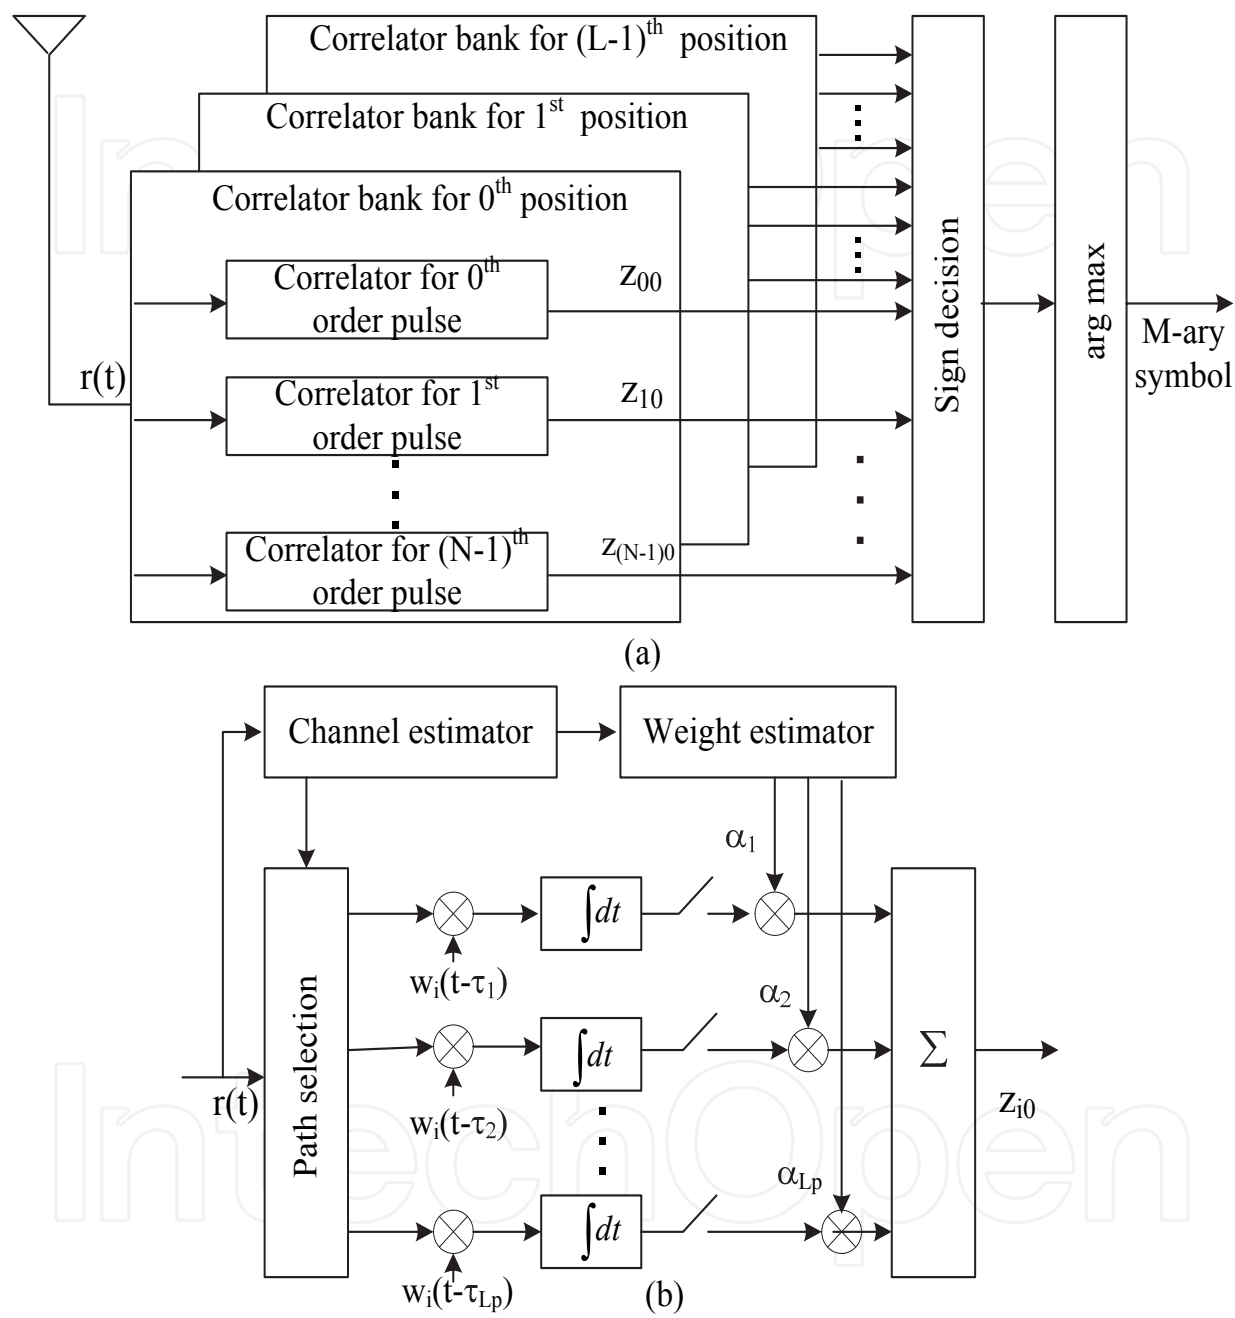 Correlator bank for (L-1)th position
Correlator bank for 1st position
Correlator bank for 0th position
Correlator for 0th
order pulse
z00
Correlator for 1st
order pulse
z10
Correlator for (N-1)th
order pulse
z(N-1)0
r(t)
Sign decision
arg max
M-ary
symbol
(a)
Channel estimator
Weight estimator
Path selection
r(t)
wi(t-τ1)
∫dt
α1
wi(t-τ2)
∫dt
α2
wi(t-τLp)
∫dt
αLp
Σ
zi0
(b)
IntechOpen
IntechOpen